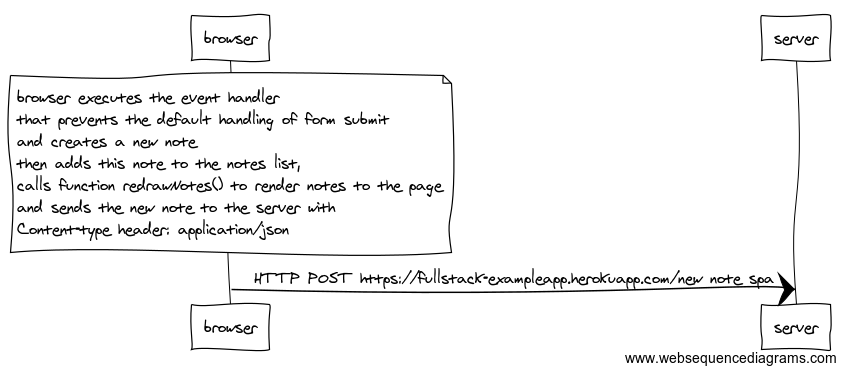 browser
server
browser executes the event handler
that prevents the default handling of form submit
and creates a new note
then adds this note to the notes list,
calls function redrawNotes() to render notes to the page
and sends the new note to the server with
Content-type header: application/json
HTTP POST https://fullstack-exampleapp.herokuapp.com/new note spa
browser
server
www.websequencediagrams.com